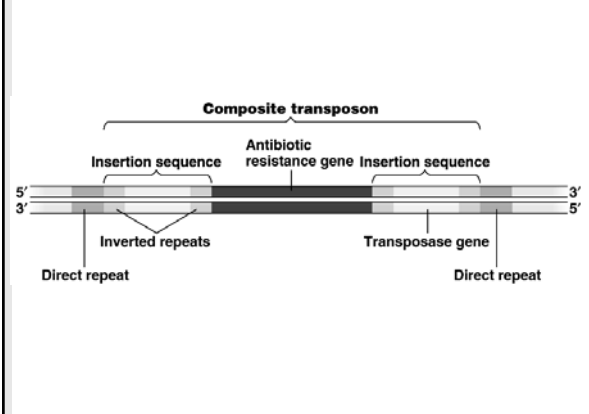 Composite transposon
Antibiotic
resistance gene
Insertion sequence
Insertion sequence
5′
3′
3′
5′
Inverted repeats
Transposase gene
Direct repeat
Direct repeat